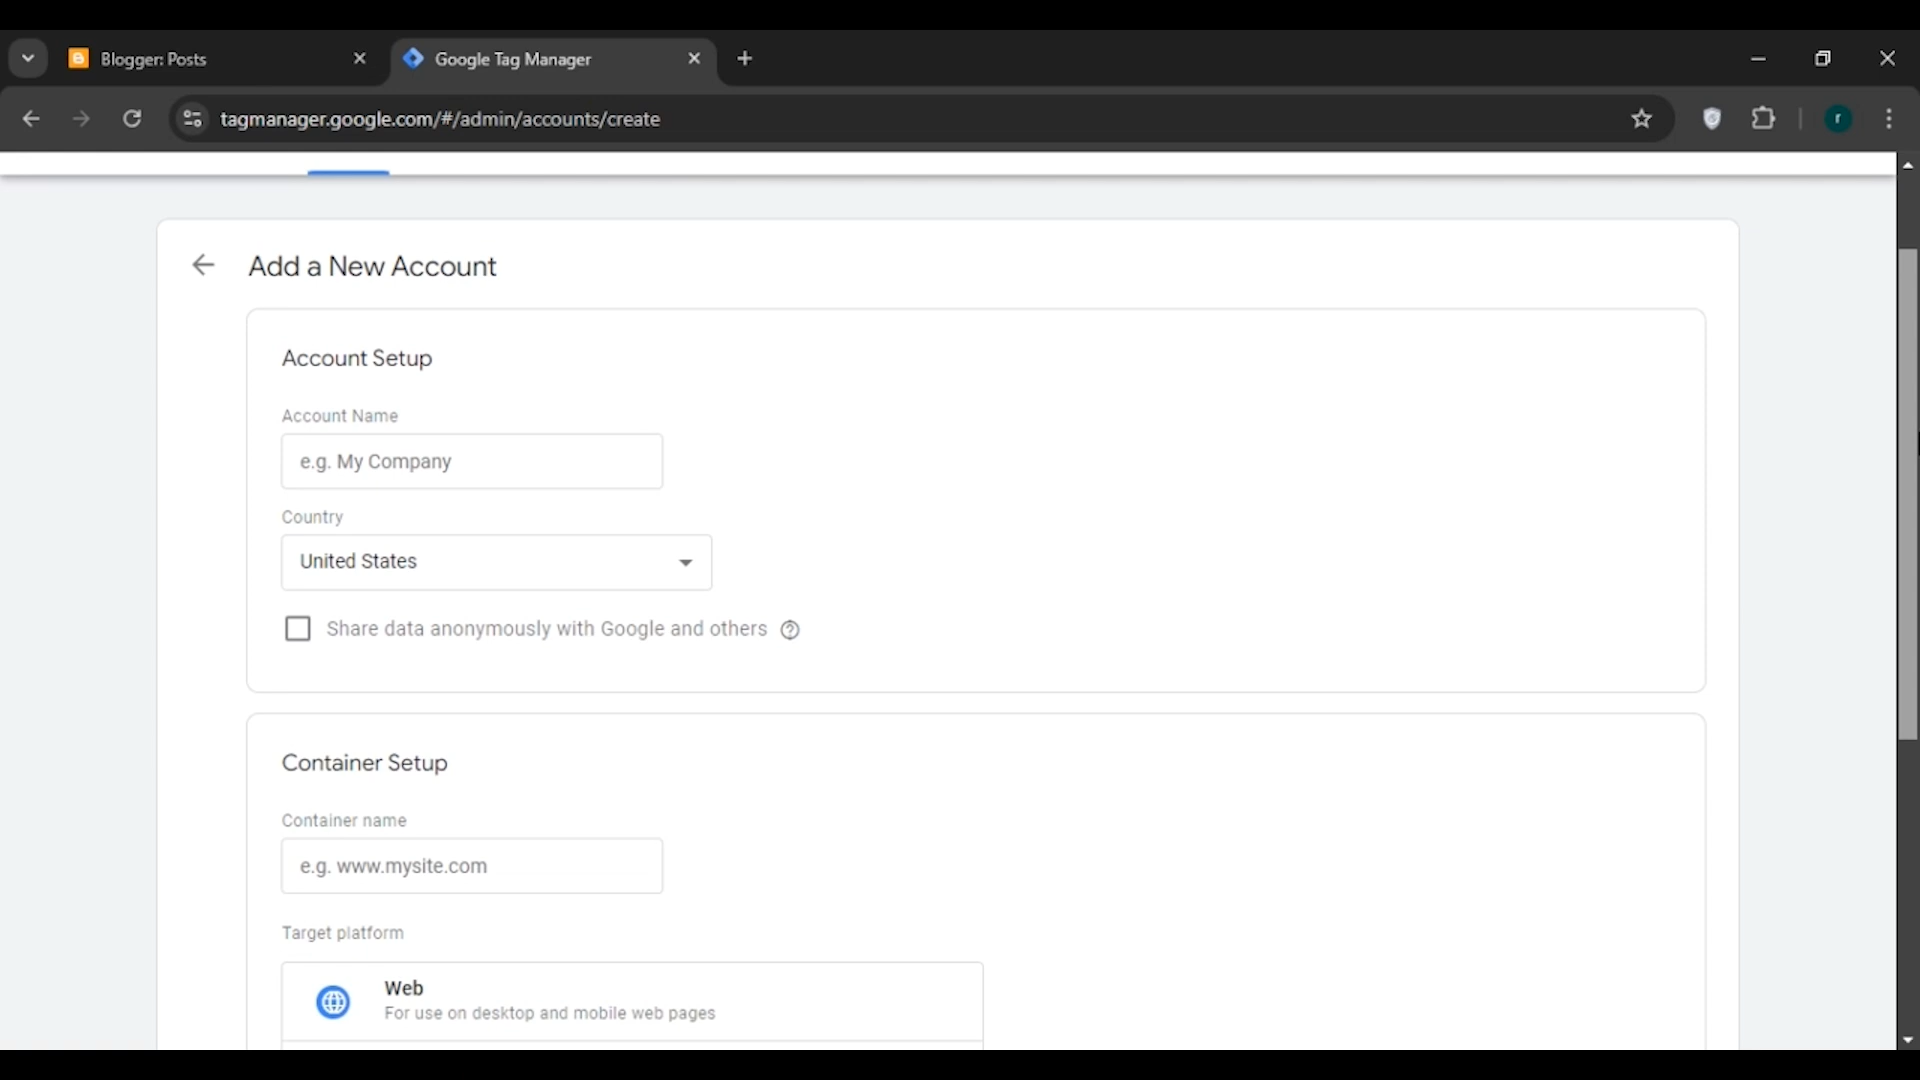 Blogger: Posts
Google Tag Manager
tagmanager.google.com/#/admin/accounts/create
r
Add a New Account
Account Setup
Account Name
e.g. My Company
Country
United States
Share data anonymously with Google and others
Container Setup
Container name
e.g. www.mysite.com
Target platform
Web
For use on desktop and mobile web pages